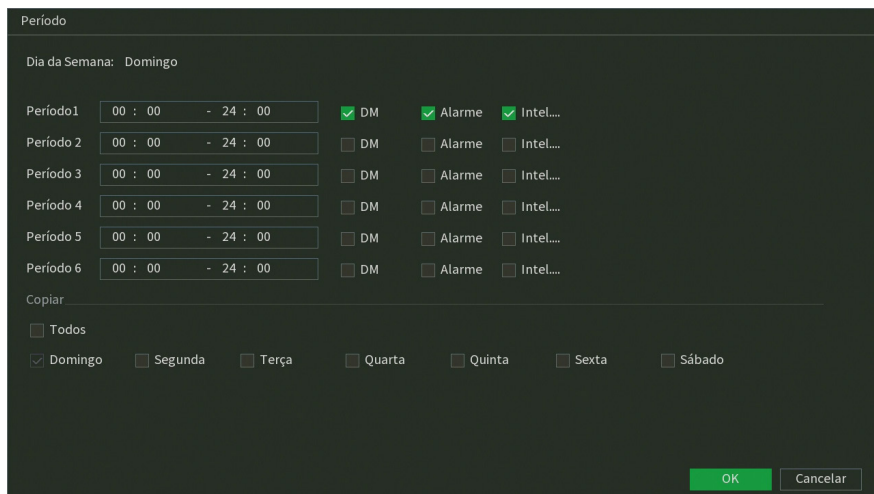 Período
Dia da Semana: Domingo
Período1 00 : 00 - 24 : 00 DM Alarme Intel....
Período 2 00 : 00 - 24 : 00 DM Alarme Intel....
Período 3 00 : 00 - 24 : 00 DM Alarme Intel....
Período 4 00 : 00 - 24 : 00 DM Alarme Intel....
Período 5 00 : 00 - 24 : 00 DM Alarme Intel....
Período 6 00 : 00 - 24 : 00 DM Alarme Intel....
Copiar
Todos
Domingo Segunda Terça Quarta Quinta Sexta Sábado
OK Cancelar